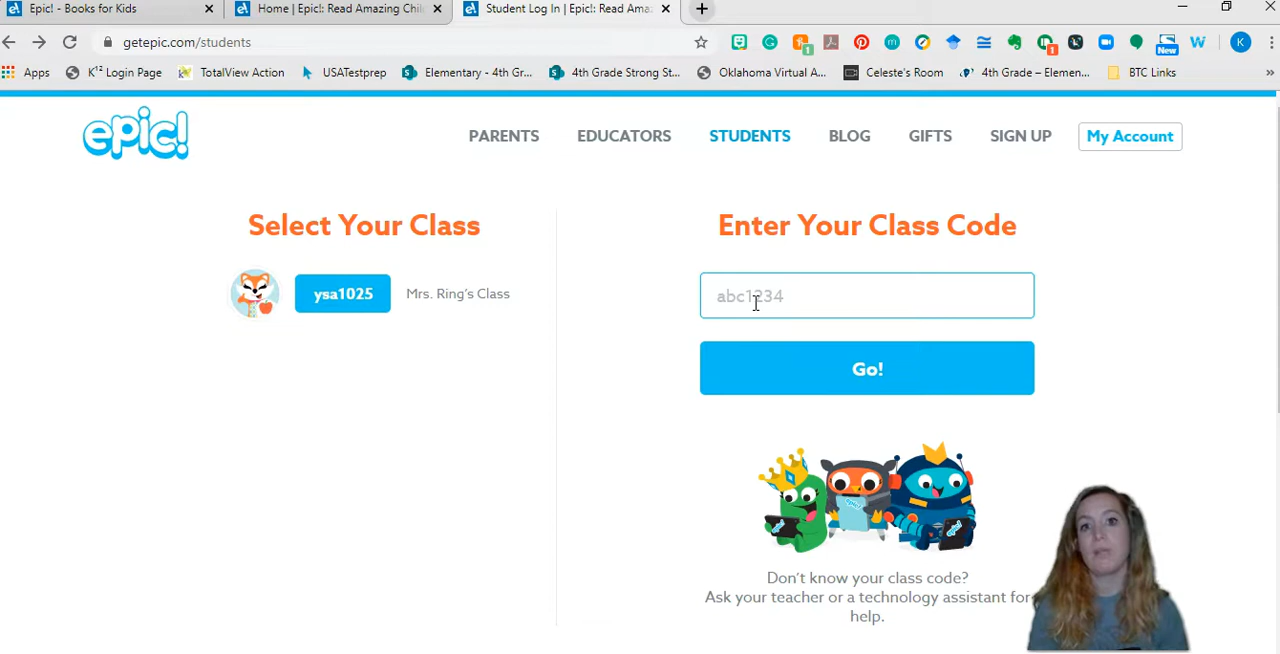 Epic! - Books for Kids
Home | Epic!: Read Amazing Chil
Student Log In | Epic!: Read Ama
getepic.com/students
New
K
Apps
K¹² Login Page
TotalView Action
USATestprep
Elementary - 4th Gr...
4th Grade Strong St...
Oklahoma Virtual A...
Celeste's Room
4th Grade – Elemen...
BTC Links
epic!
PARENTS
EDUCATORS
STUDENTS
BLOG
GIFTS
SIGN UP
My Account
Select Your Class
ysa1025
Mrs. Ring's Class
Enter Your Class Code
abc1234
Go!
Don't know your class code?
Ask your teacher or a technology assistant for
help.